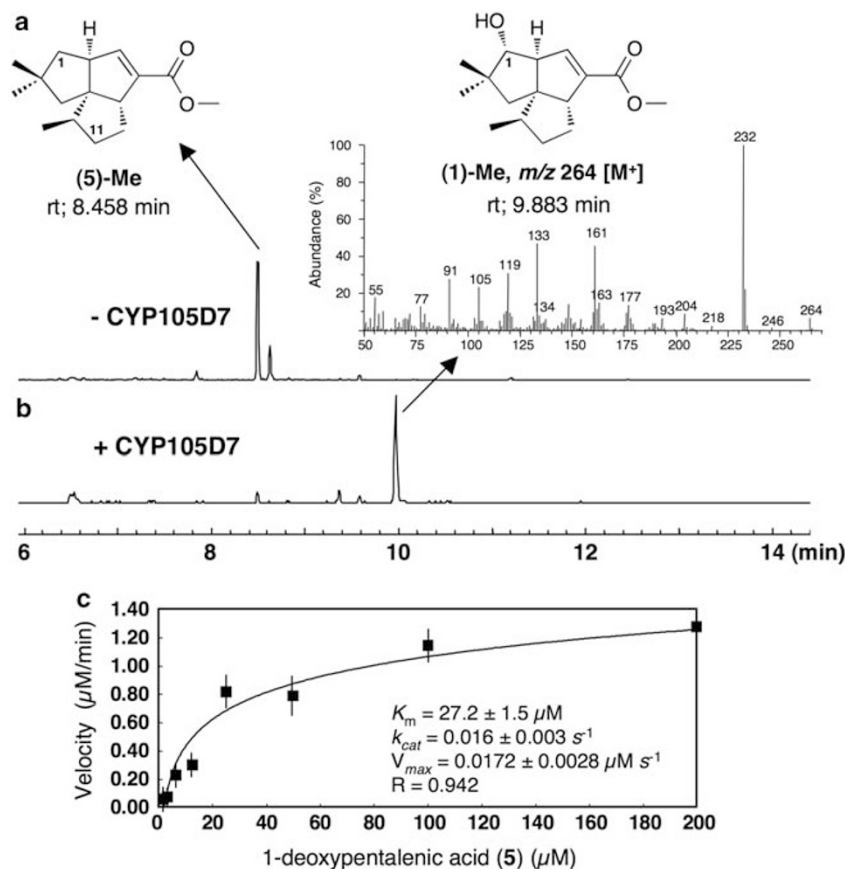 a
H
1
O
O
11
(5)-Me
rt; 8.458 min
HO
H
1
O
O
11
(1)-Me, m/z 264 [M⁺]
rt; 9.883 min
Abundance (%)
100
80
60
40
20
55
77
91
105
119
133
134
161
163
177
193
204
218
232
246
264
50 75 100 125 150 175 200 225 250
- CYP105D7
b
+ CYP105D7
6 8 10 12 14 (min)
c
Velocity (µM/min)
1.40
1.20
1.00
0.80
0.60
0.40
0.20
0.00
Kₘ = 27.2 ± 1.5 µM
k꜀ₐₜ = 0.016 ± 0.003 s⁻¹
Vₘₐₓ = 0.0172 ± 0.0028 µM s⁻¹
R = 0.942
0 20 40 60 80 100 120 140 160 180 200
1-deoxypentalenic acid (5) (µM)